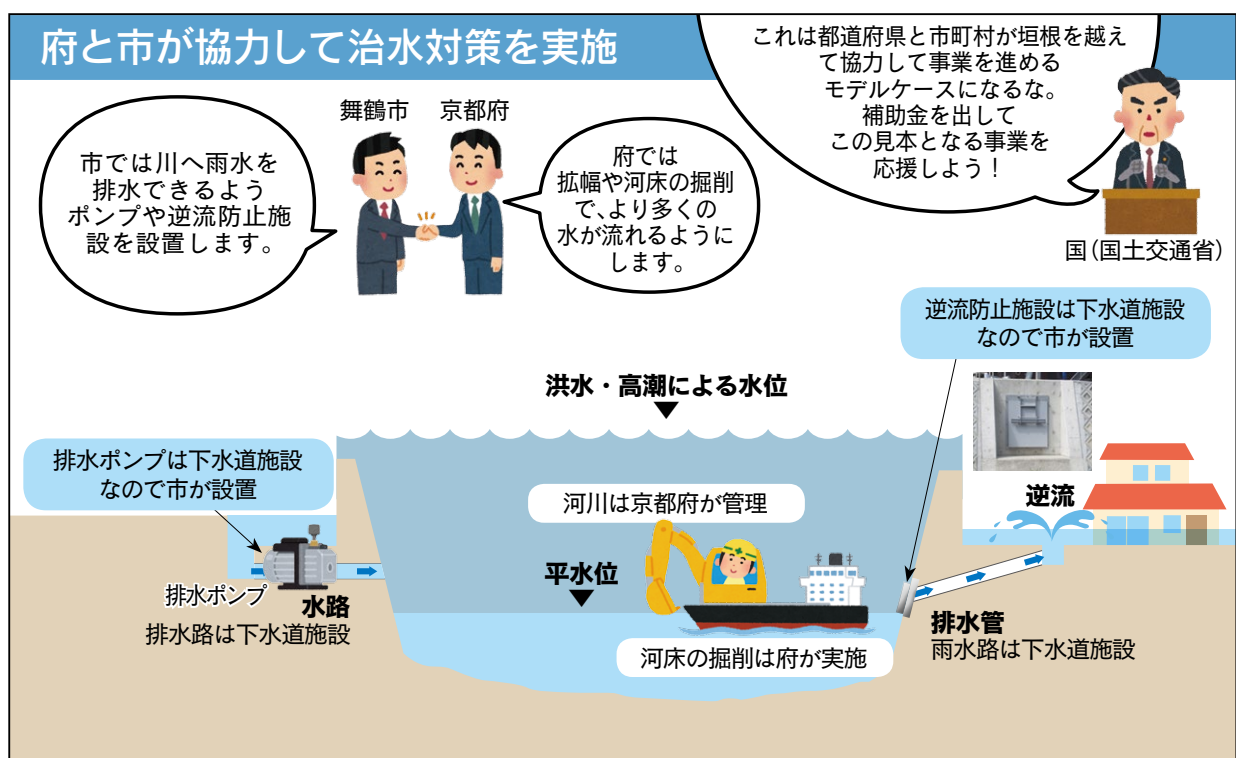 府と市が協力して治水対策を実施
これは都道府県と市町村が垣根を越え
て協力して事業を進める
モデルケースになるな。
補助金を出して
この見本となる事業を
応援しよう！
国（国土交通省）
舞鶴市
京都府
市では川へ雨水を
排水できるよう
ポンプや逆流防止施
設を設置します。
府では
拡幅や河床の掘削
で、より多くの
水が流れるように
します。
逆流防止施設は下水道施設
なので市が設置
洪水・高潮による水位
排水ポンプは下水道施設
なので市が設置
河川は京都府が管理
逆流
平水位
排水ポンプ
水路
排水路は下水道施設
河床の掘削は府が実施
排水管
雨水路は下水道施設